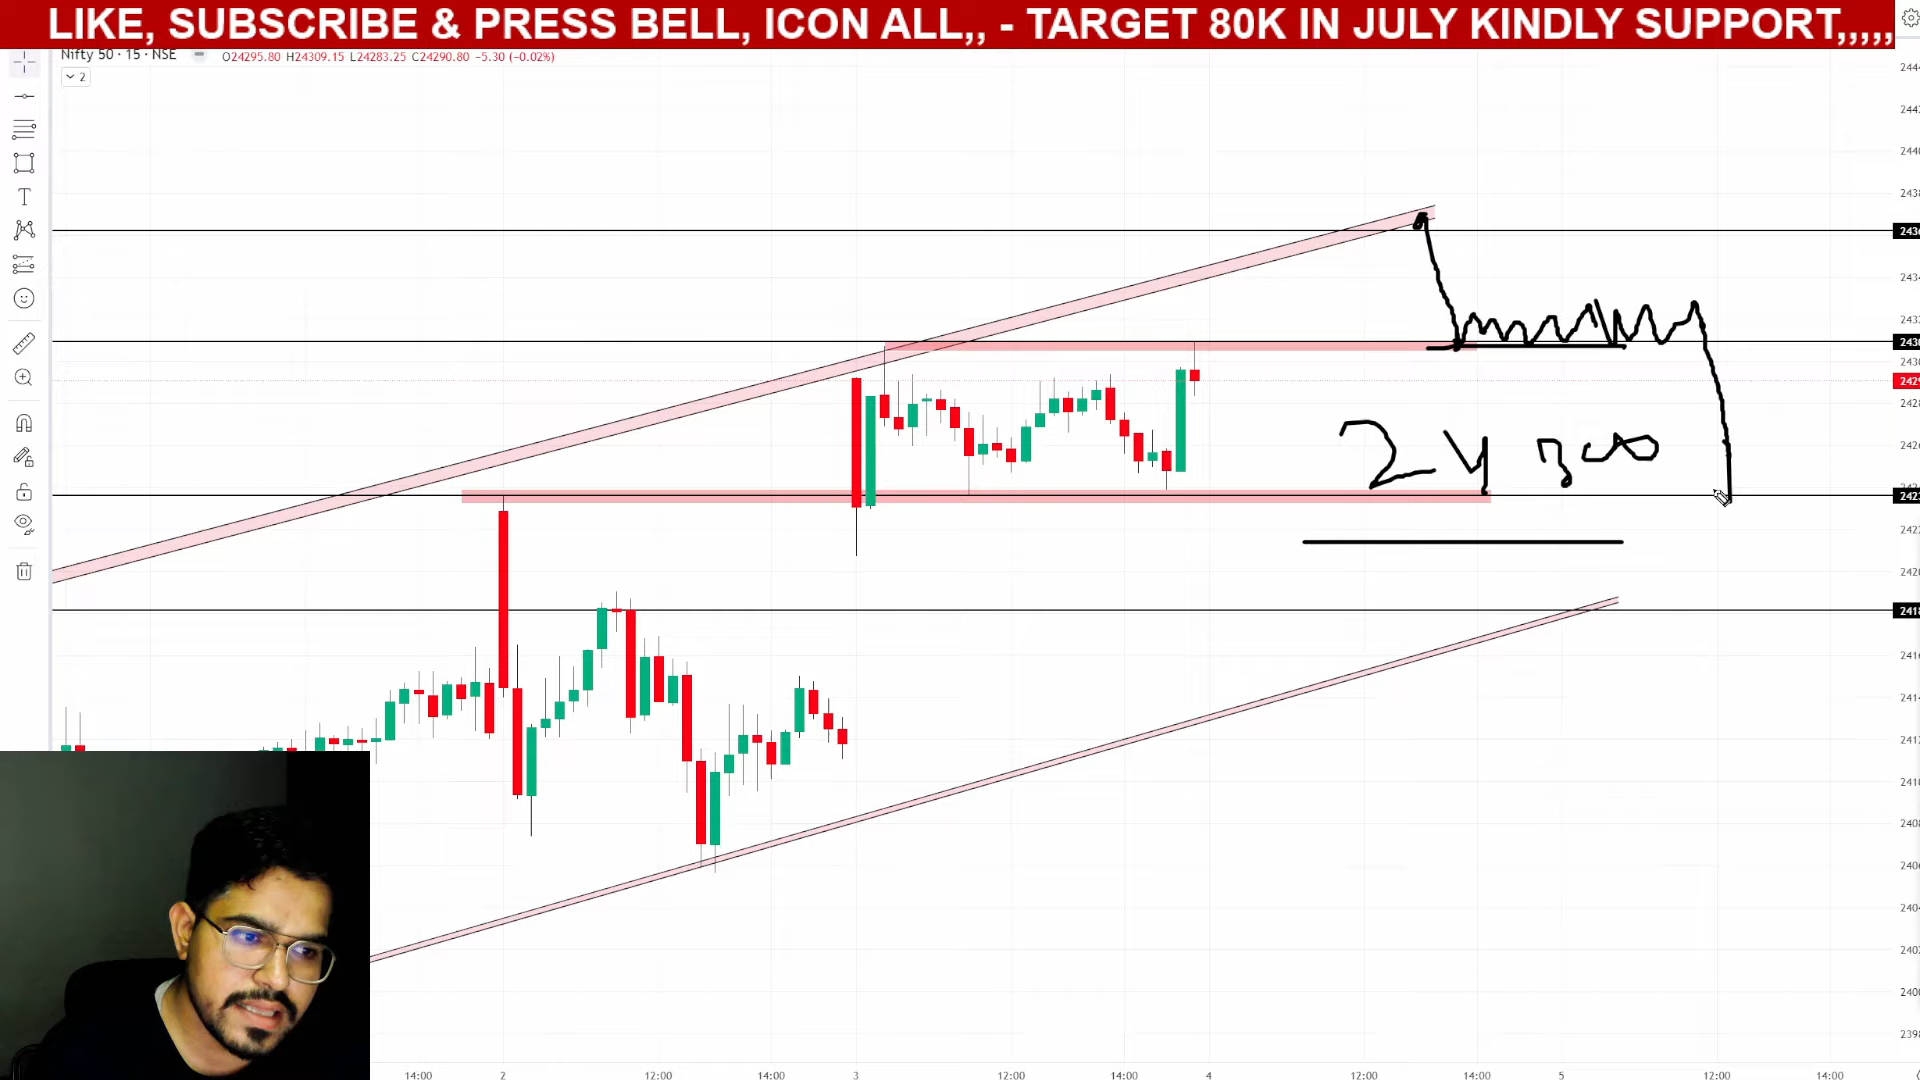 LIKE, SUBSCRIBE & PRESS BELL, ICON ALL,, - TARGET 80K IN JULY KINDLY SUPPORT,,,,,
Nifty 50 · 15 · NSE O24295.80 H24309.15 L24283.25 C24290.80 −5.30 (−0.02%)
2
24300
14:00 2 12:00 14:00 3 12:00 14:00 4 12:00 14:00 5 12:00 14:00